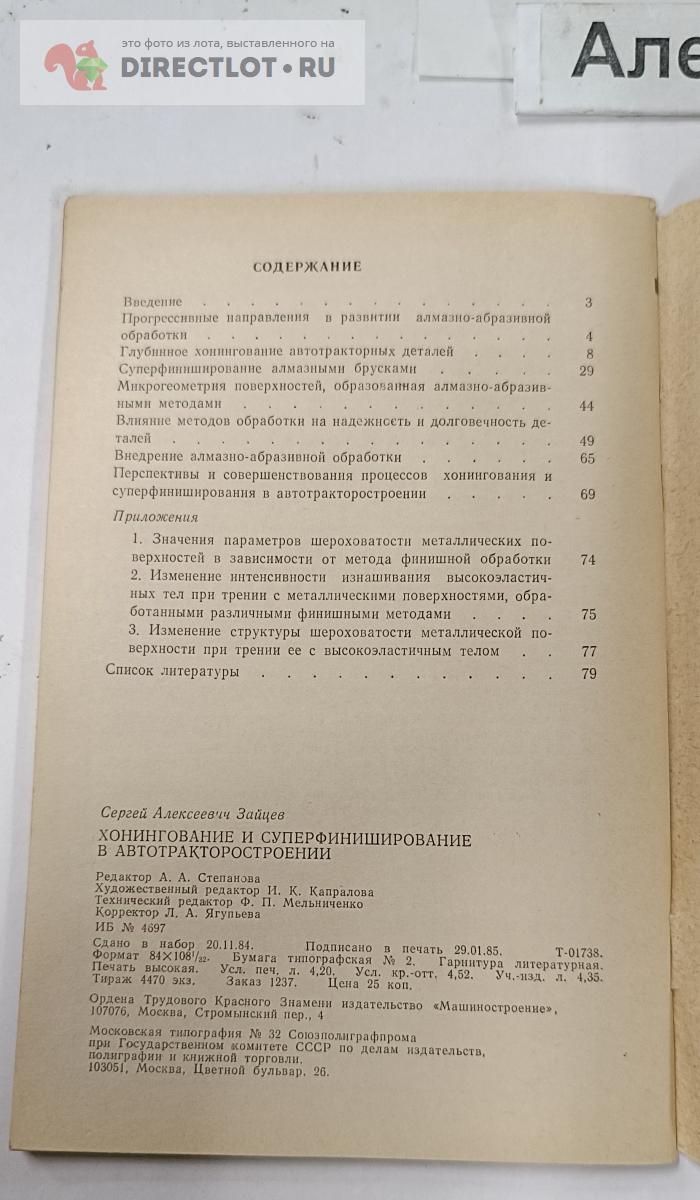 это фото из лота, выставленного на
DIRECTLOT•RU
Але
СОДЕРЖАНИЕ
Введение . . . . . . . . . . . . . . . 3
Прогрессивные направления в развитии алмазно-абразивной
обработки . . . . . . . . . . . . . . . 4
Глубинное хонингование автотракторных деталей . . . . 8
Суперфиниширование алмазными брусками . . . . . 29
Микрогеометрия поверхностей, образованная алмазно-абразив-
ными методами . . . . . . . . . . . . . 44
Влияние методов обработки на надежность и долговечность де-
талей . . . . . . . . . . . . . . . . 49
Внедрение алмазно-абразивной обработки . . . . . . 65
Перспективы и совершенствования процессов хонингования и
суперфиниширования в автотракторостроении . . . . . 69
Приложения
1. Значения параметров шероховатости металлических по-
верхностей в зависимости от метода финишной обработки 74
2. Изменение интенсивности изнашивания высокоэластич-
ных тел при трении с металлическими поверхностями, обра-
ботанными различными финишными методами . . . . 75
3. Изменение структуры шероховатости металлической по-
верхности при трении ее с высокоэластичным телом . . 77
Список литературы . . . . . . . . . . . . 79
Сергей Алексеевич Зайцев
ХОНИНГОВАНИЕ И СУПЕРФИНИШИРОВАНИЕ
В АВТОТРАКТОРОСТРОЕНИИ
Редактор А. А. Степанова
Художественный редактор И. К. Капралова
Технический редактор Ф. П. Мельниченко
Корректор Л. А. Ягупьева
ИБ № 4697
Сдано в набор 20.11.84. Подписано в печать 29.01.85. Т-01738.
Формат 84×108¹/₃₂. Бумага типографская № 2. Гарнитура литературная.
Печать высокая. Усл. печ. л. 4,20. Усл. кр.-отт. 4,52. Уч.-изд. л. 4,35.
Тираж 4470 экз. Заказ 1237. Цена 25 коп.
Ордена Трудового Красного Знамени издательство «Машиностроение»,
107076, Москва, Стромынский пер., 4
Московская типография № 32 Союзполиграфпрома
при Государственном комитете СССР по делам издательств,
полиграфии и книжной торговли.
103051, Москва, Цветной бульвар, 26.